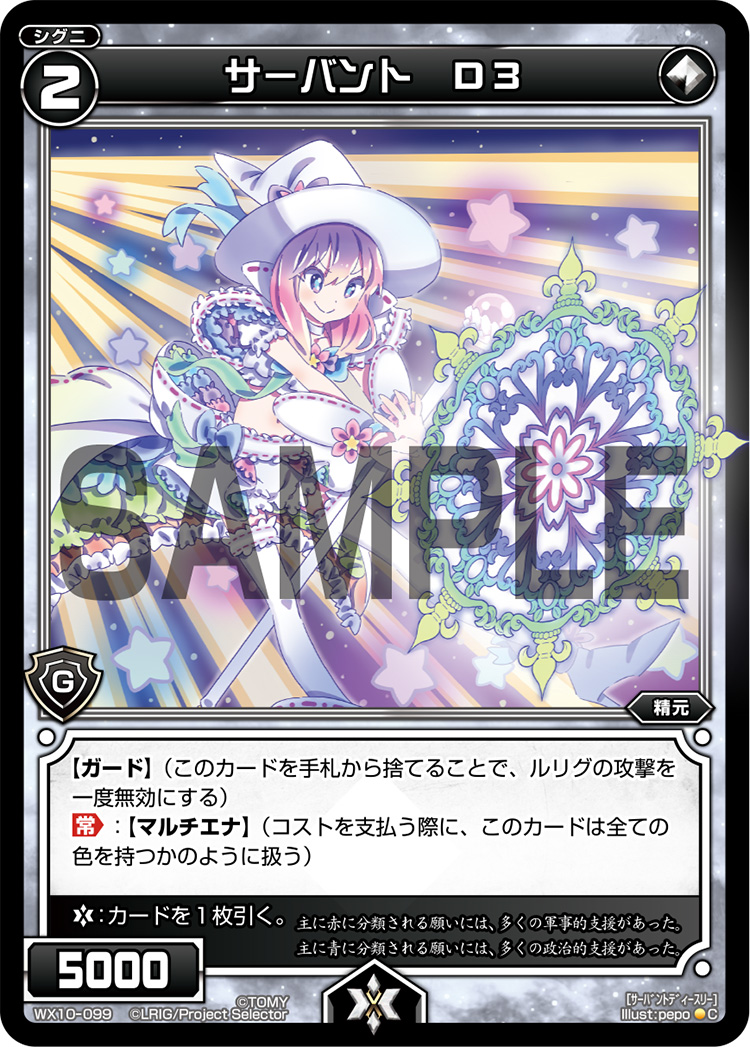 シグニ
2
サーバント D3
SAMPLE
G
精元
【ガード】（このカードを手札から捨てることで、ルリグの攻撃を
一度無効にする）
常：【マルチエナ】（コストを支払う際に、このカードは全ての
色を持つかのように扱う）
：カードを1枚引く。
主に赤に分類される願いには、多くの軍事的支援があった。
主に青に分類される願いには、多くの政治的支援があった。
5000
WX10-099 ©LRIG/Project Selector
©TOMY
[サーバントディースリー]
Illust:pepo C